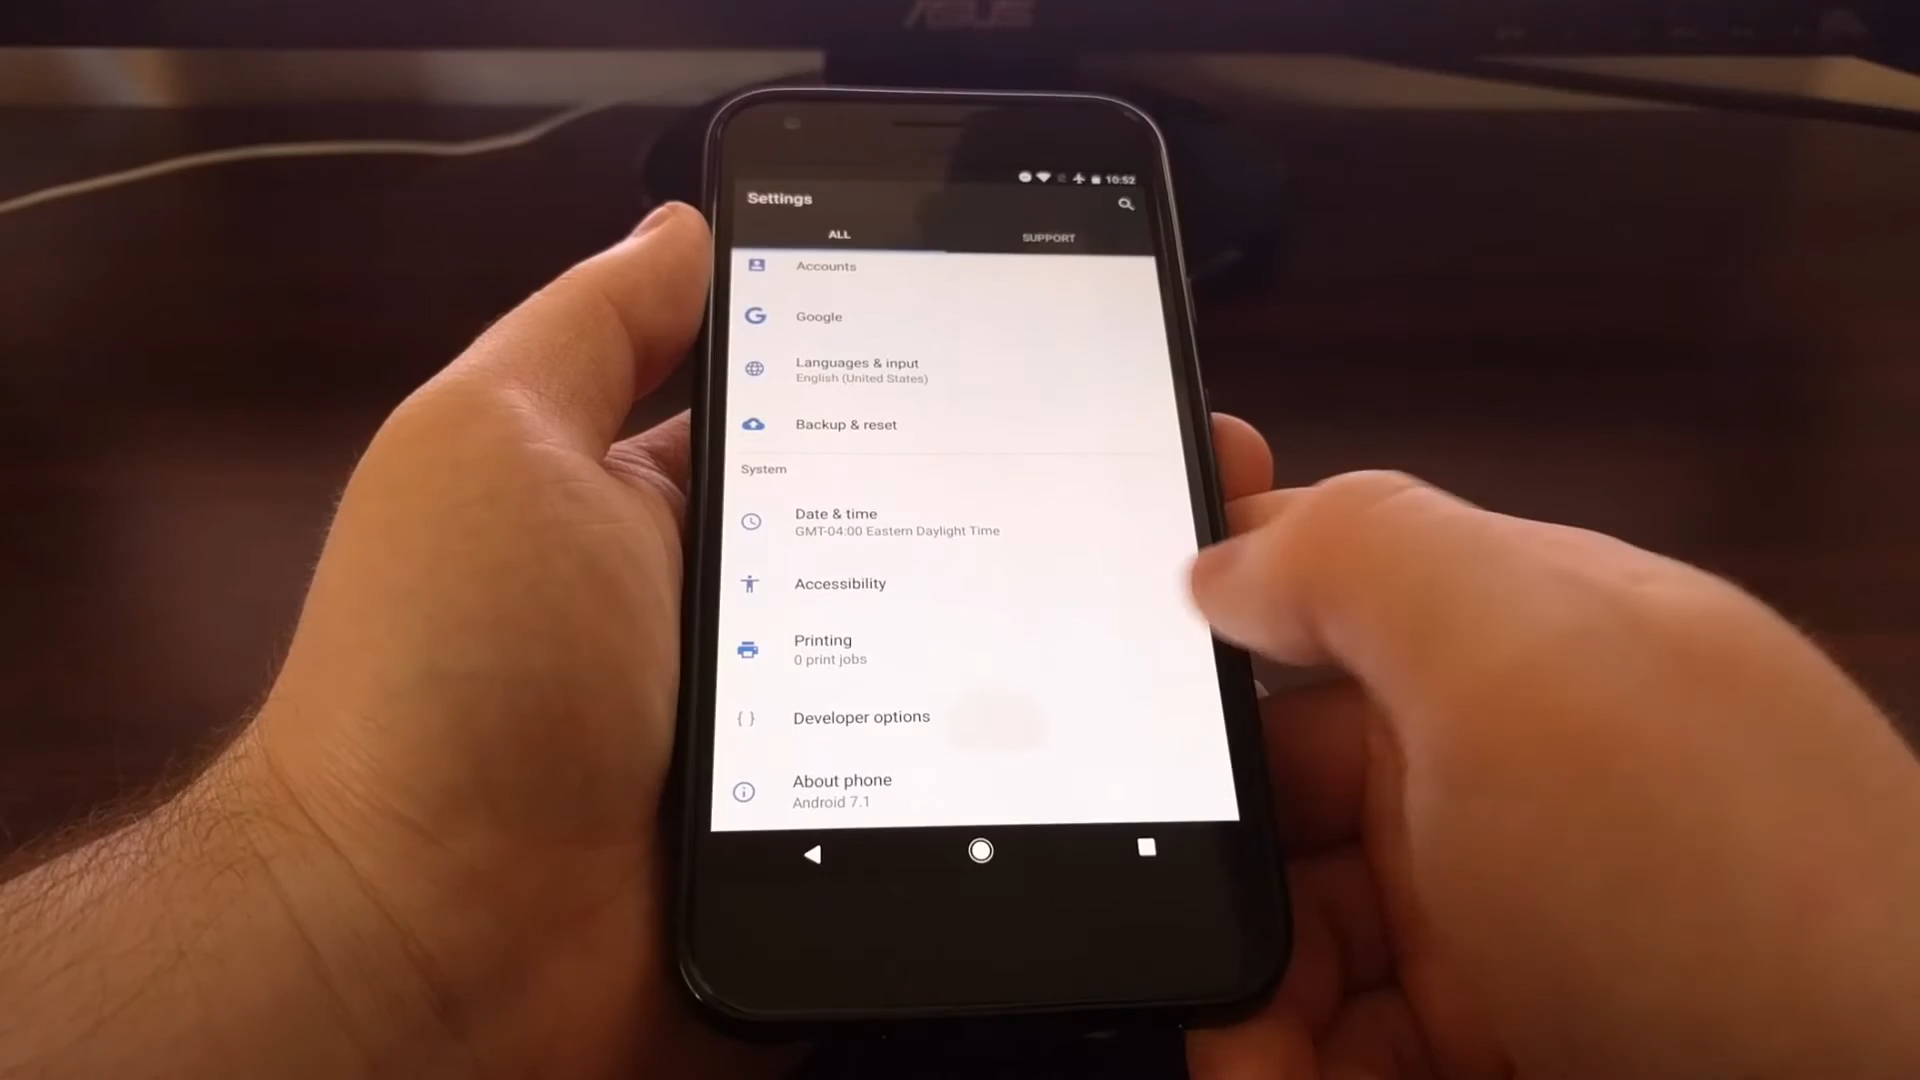 ASUS
10:52
Settings
ALL
SUPPORT
Accounts
Google
Languages & input
English (United States)
Backup & reset
System
Date & time
GMT-04:00 Eastern Daylight Time
Accessibility
Printing
0 print jobs
{ } Developer options
About phone
Android 7.1